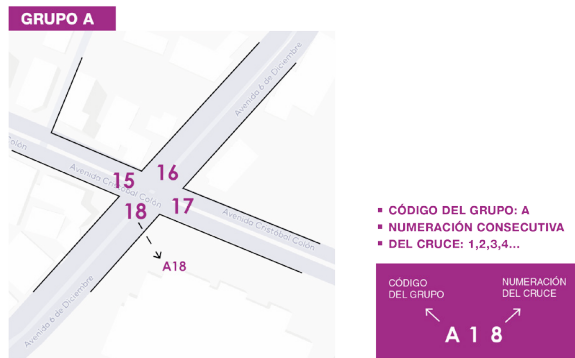 GRUPO A
Avenida 6 de Diciembre
Colón
Avenida Cristóbal Colón
15
16
18
17
Avenida Cristóbal Colón
A18
Avenida 6 de Diciembre
▪ CÓDIGO DEL GRUPO: A
▪ NUMERACIÓN CONSECUTIVA
▪ DEL CRUCE: 1,2,3,4...
CÓDIGO
DEL GRUPO
NUMERACIÓN
DEL CRUCE
A 1 8